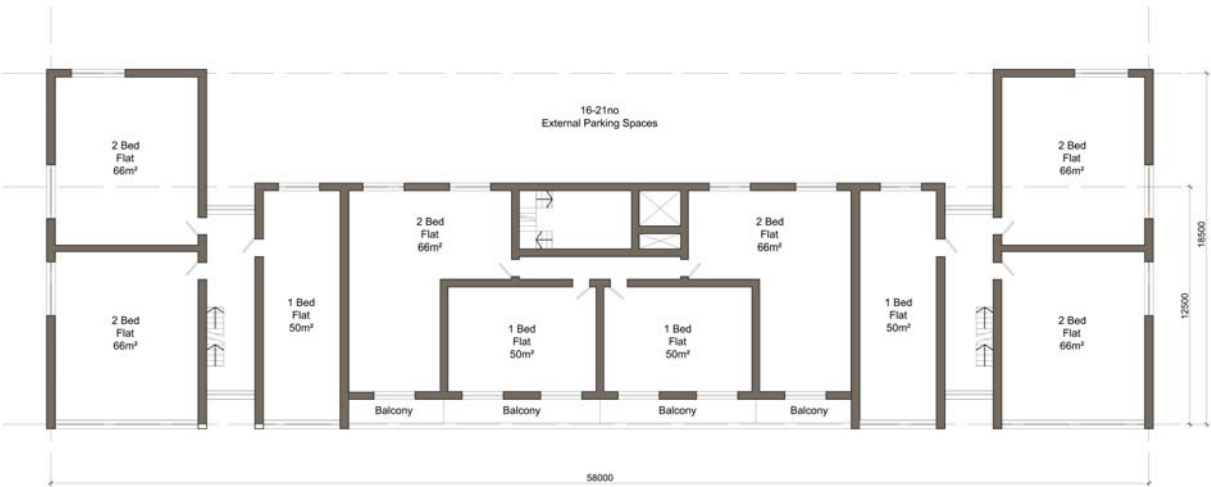 16-21no
External Parking Spaces
2 Bed
Flat
66m²
2 Bed
Flat
66m²
2 Bed
Flat
66m²
2 Bed
Flat
66m²
1 Bed
Flat
50m²
1 Bed
Flat
50m²
2 Bed
Flat
66m²
1 Bed
Flat
50m²
1 Bed
Flat
50m²
2 Bed
Flat
66m²
Balcony
Balcony
Balcony
Balcony
12500
18500
58000